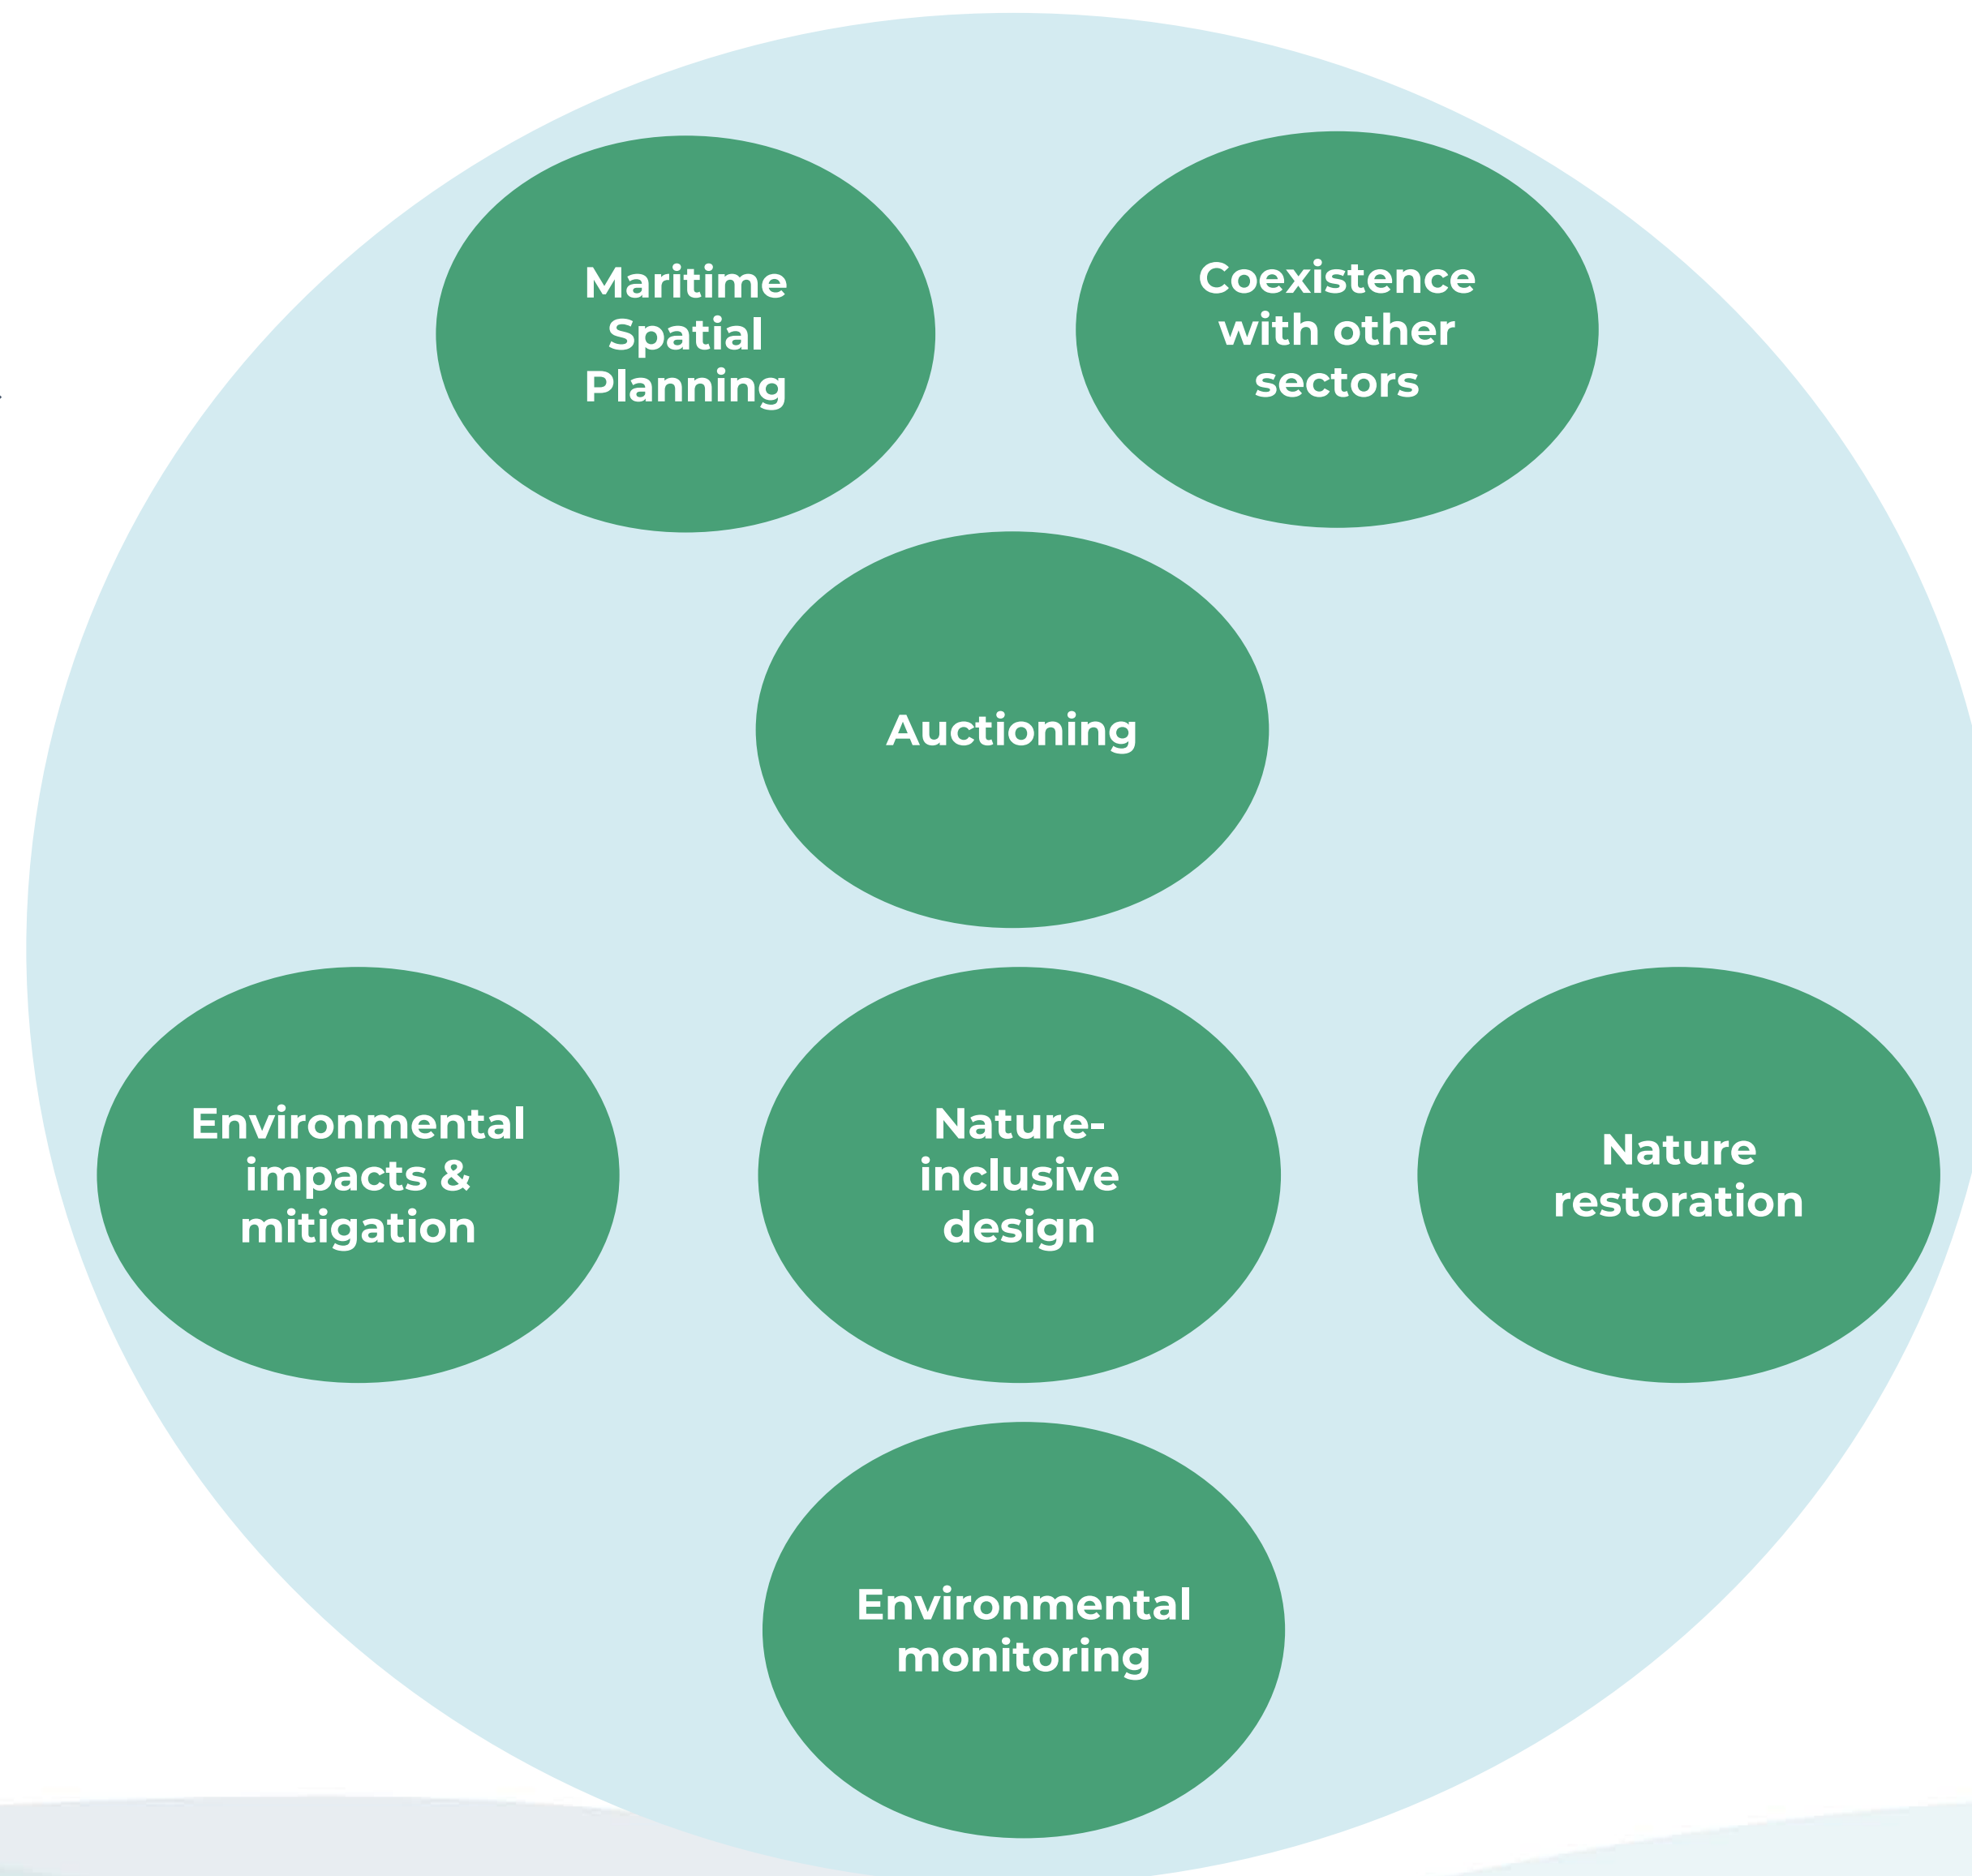 Maritime
Spatial
Planning
Coexistence
with other
sectors
Auctioning
Environmental
impacts &
mitigation
Nature-
inclusive
design
Nature
restoration
Environmental
monitoring